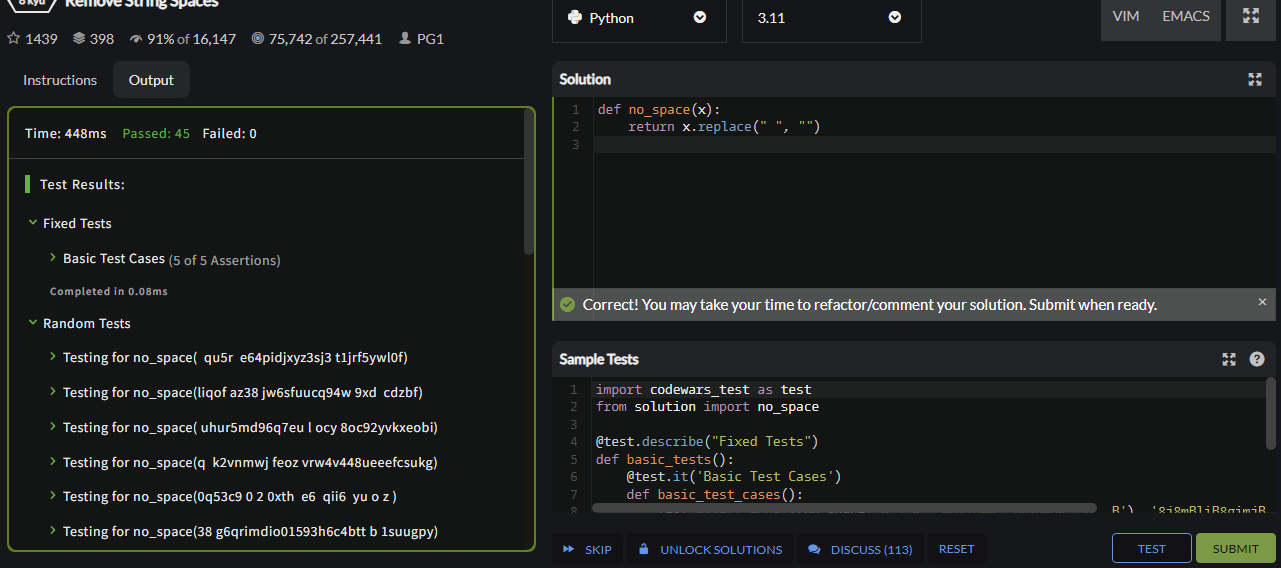 8 kyu
Remove String Spaces
1439 398 91% of 16,147 75,742 of 257,441 PG1
Instructions Output
Time: 448ms Passed: 45 Failed: 0
Test Results:
Fixed Tests
Basic Test Cases (5 of 5 Assertions)
Completed in 0.08ms
Random Tests
Testing for no_space(  qu5r  e64pidjxyz3sj3 t1jrf5ywl0f)
Testing for no_space(liqof az38 jw6sfuucq94w 9xd  cdzbf)
Testing for no_space( uhur5md96q7eu l ocy 8oc92yvkxeobi)
Testing for no_space(q  k2vnmwj feoz vrw4v448ueeefcsukg)
Testing for no_space(0q53c9 0 2 0xth  e6  qii6  yu o z )
Testing for no_space(38 g6qrimdio01593h6c4btt b 1suugpy)
Python 3.11 VIM EMACS
Solution
1 def no_space(x):
2     return x.replace(" ", "")
3
Correct! You may take your time to refactor/comment your solution. Submit when ready. ×
Sample Tests ?
1 import codewars_test as test
2 from solution import no_space
3
4 @test.describe("Fixed Tests")
5 def basic_tests():
6     @test.it('Basic Test Cases')
7     def basic_test_cases():
8
SKIP UNLOCK SOLUTIONS DISCUSS (113) RESET TEST SUBMIT